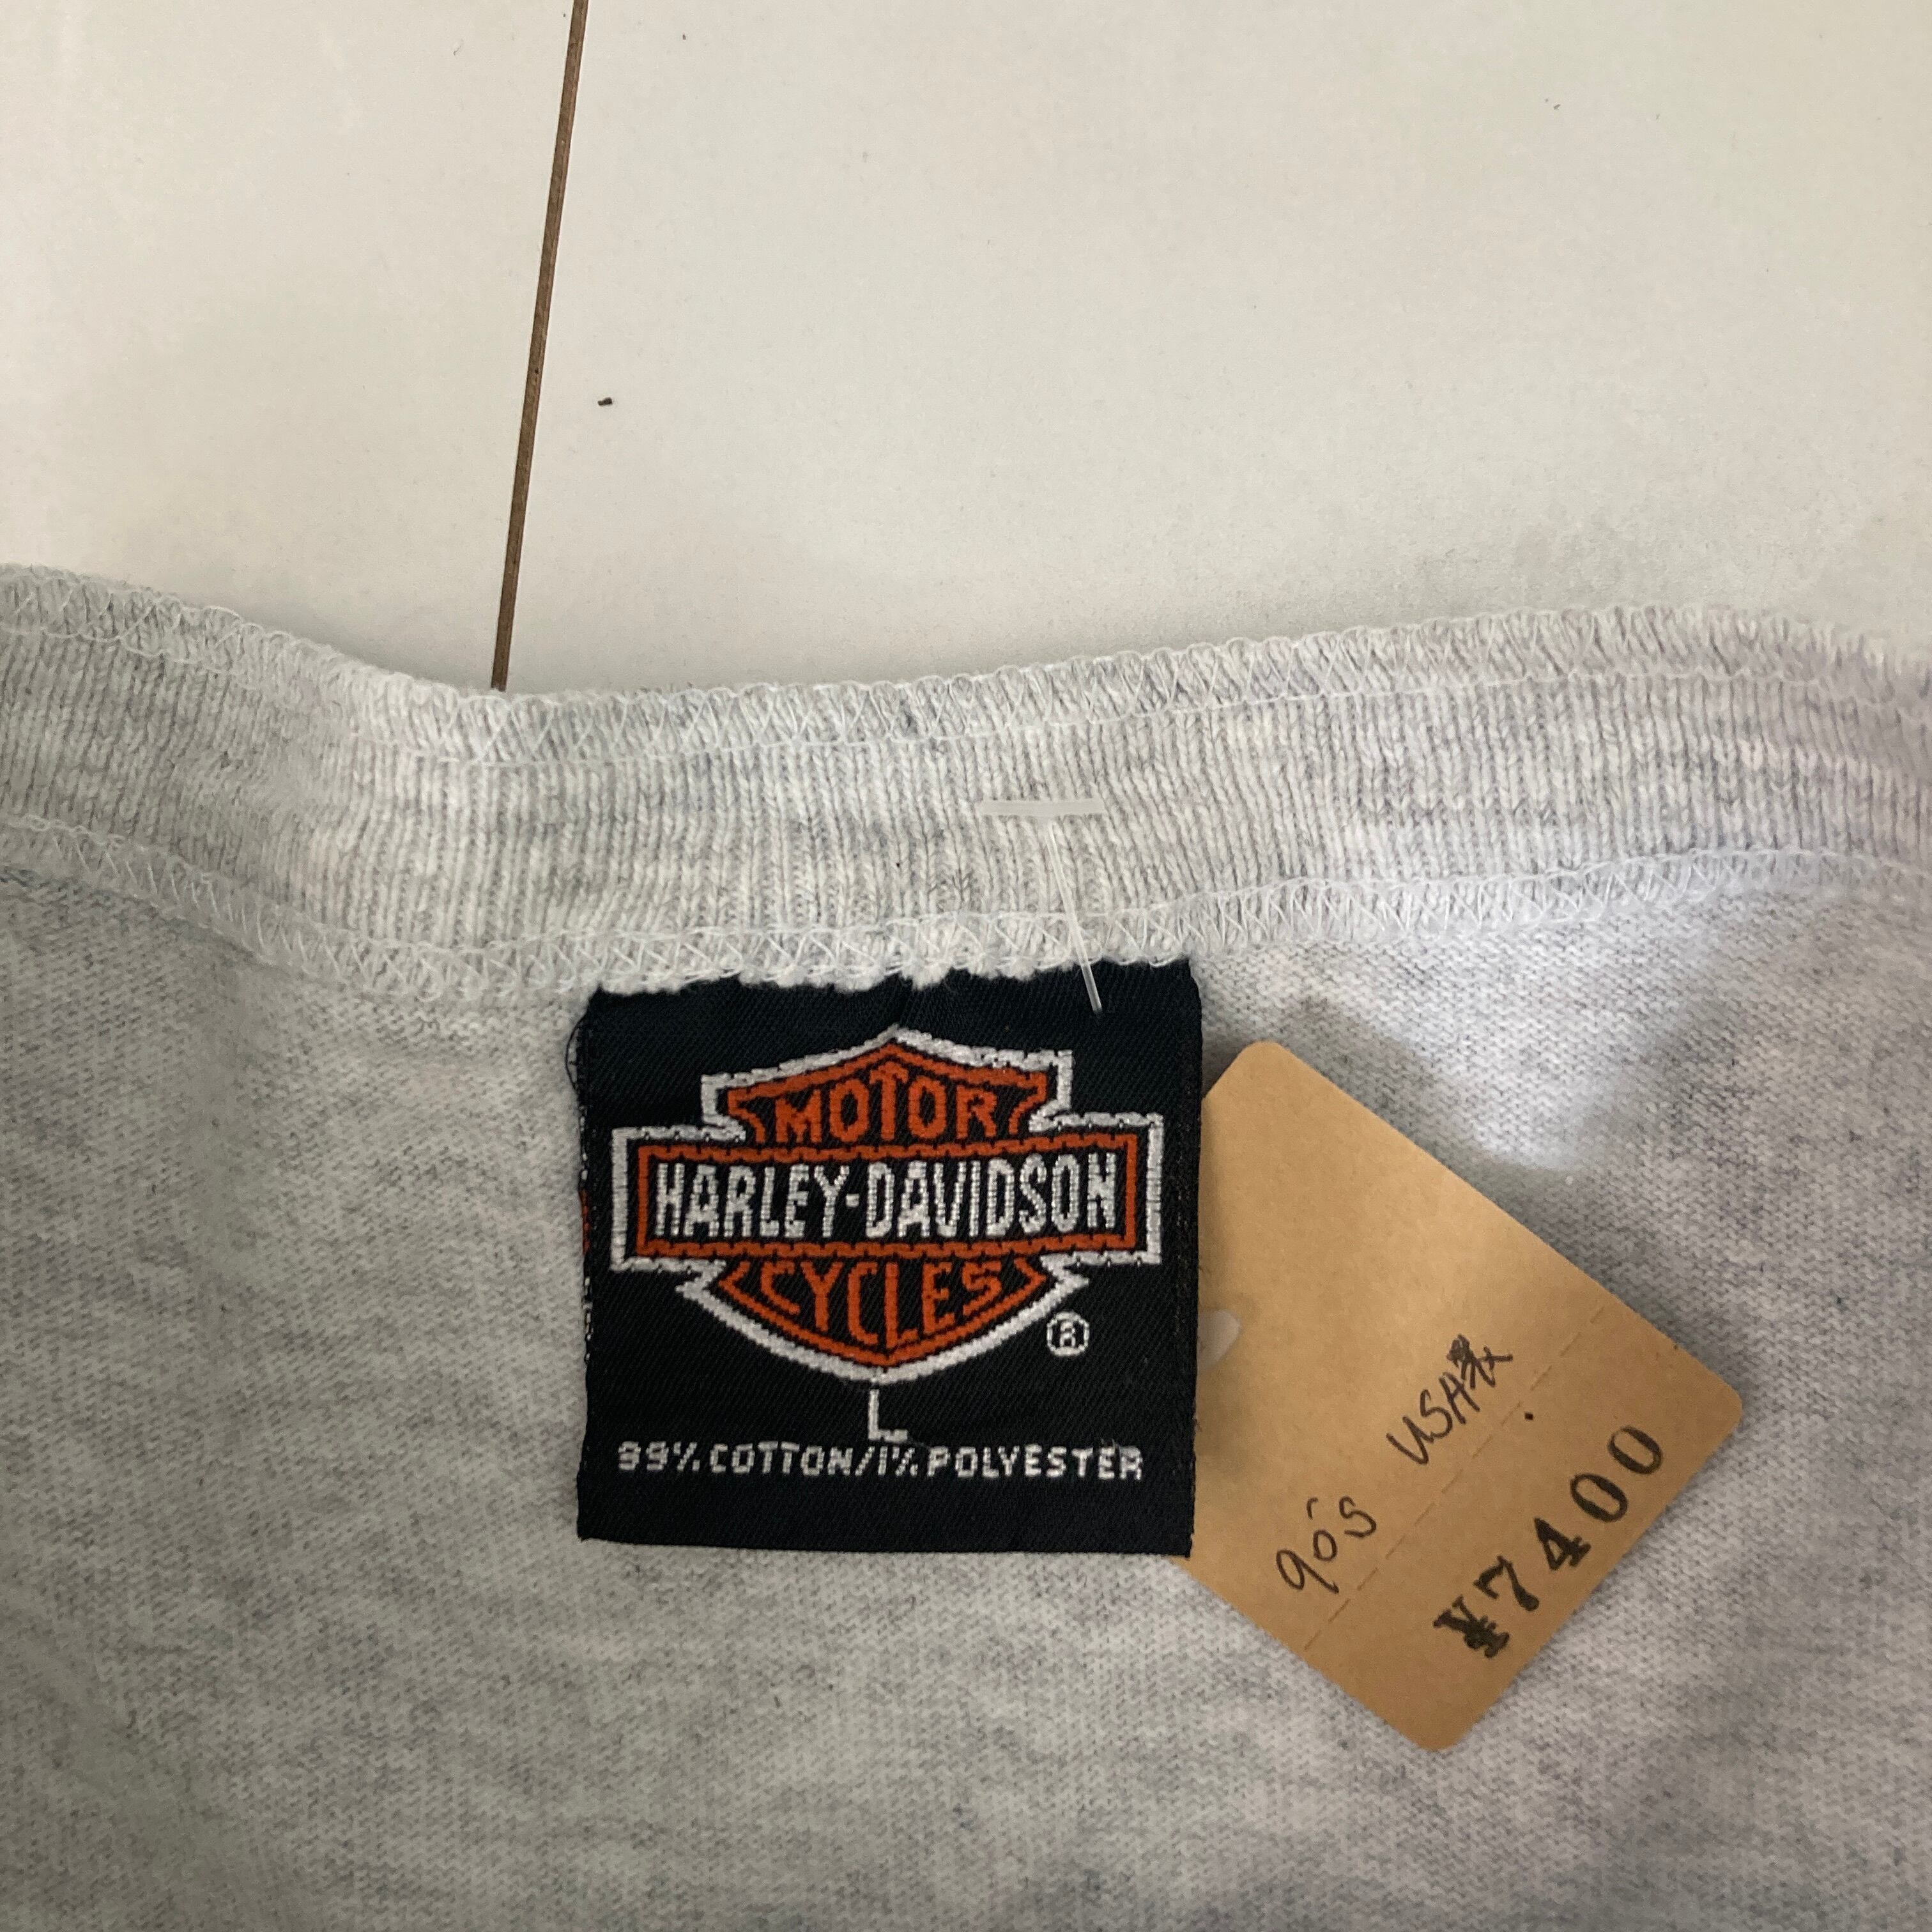 MOTOR
HARLEY-DAVIDSON
CYCLES
®
L
99% COTTON/1% POLYESTER
90's USA製
¥7400